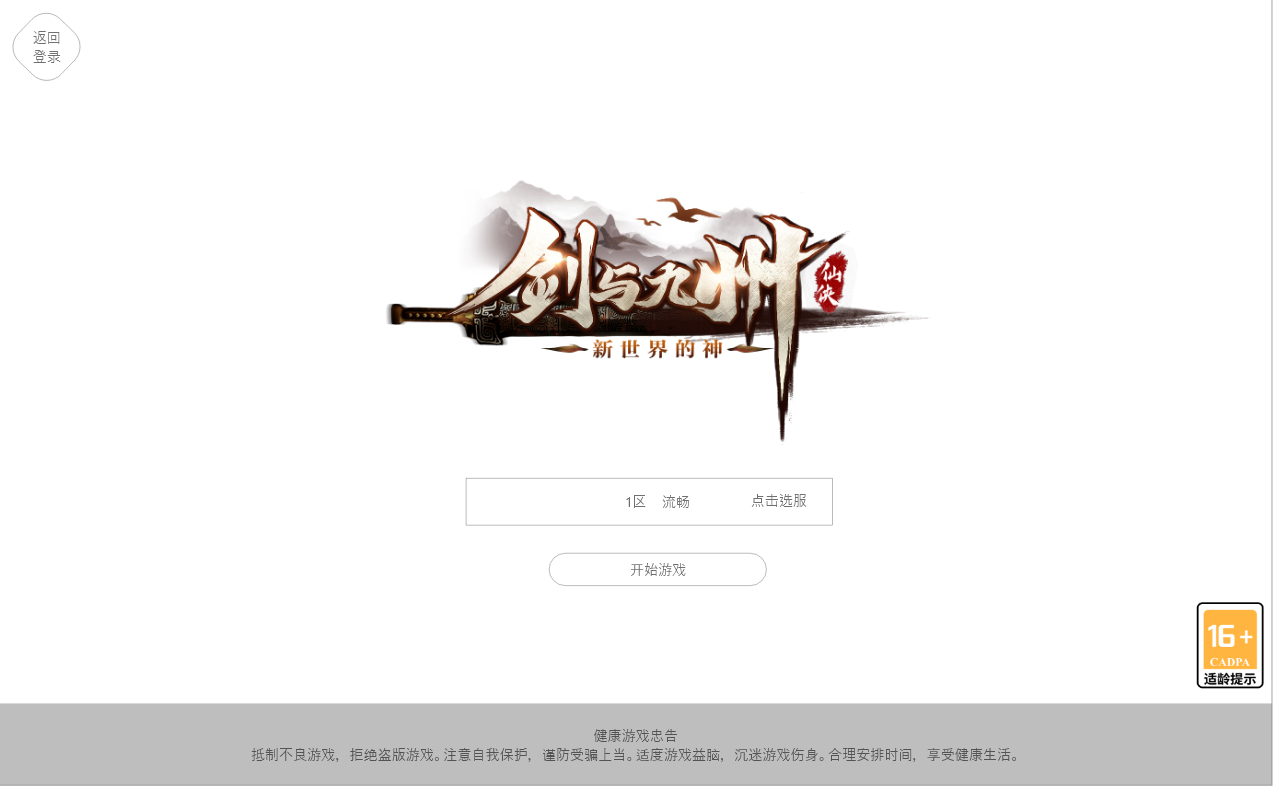 返回
登录
剑与九州
仙侠
新世界的神
1区 流畅 点击选服
开始游戏
16+
CADPA
适龄提示
健康游戏忠告
抵制不良游戏，拒绝盗版游戏。注意自我保护，谨防受骗上当。适度游戏益脑，沉迷游戏伤身。合理安排时间，享受健康生活。